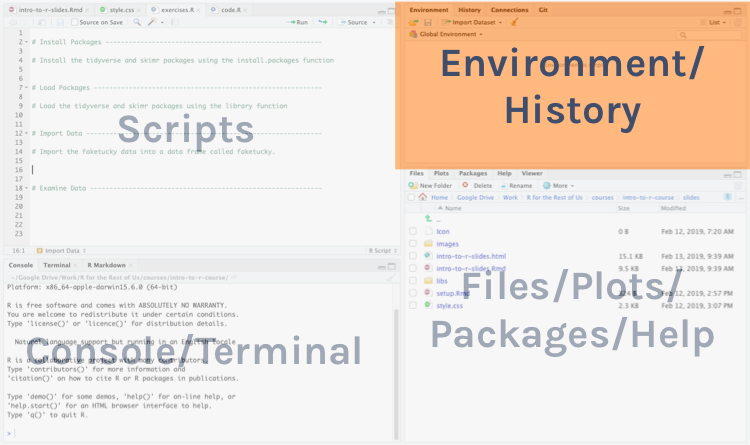 intro-to-r-slides.Rmd style.css exercises.R code.R
Source on Save Run Source
1
2 # Install Packages
3
4 # Install the tidyverse and skimr packages using the install.packages function
5
6
7 # Load Packages
8
9 # Load the tidyverse and skimr packages using the library function
10
11
12 # Import Data
13
14 # Import the faketucky data into a data frame called faketucky.
15
16
17
18 # Examine Data
19
20
21
22
23
Scripts
16:1 Import Data R Script
Environment History Connections Git
Import Dataset List
Global Environment
Environment/
History
Console Terminal R Markdown
~/Google Drive/Work/R for the Rest of Us/courses/intro-to-r-course/
Platform: x86_64-apple-darwin15.6.0 (64-bit)
R is free software and comes with ABSOLUTELY NO WARRANTY.
You are welcome to redistribute it under certain conditions.
Type 'license()' or 'licence()' for distribution details.
Natural language support but running in an English locale
R is a collaborative project with many contributors.
Type 'contributors()' for more information and
'citation()' on how to cite R or R packages in publications.
Type 'demo()' for some demos, 'help()' for on-line help, or
'help.start()' for an HTML browser interface to help.
Type 'q()' to quit R.
>
Console/Terminal
Files Plots Packages Help Viewer
New Folder Delete Rename More
Home Google Drive Work R for the Rest of Us courses intro-to-r-course slides
Name Size Modified
..
icon 0 B Feb 12, 2019, 7:20 AM
images
intro-to-r-slides.html 15.1 KB Feb 13, 2019, 9:39 AM
intro-to-r-slides.Rmd 9.5 KB Feb 13, 2019, 9:39 AM
libs
setup.Rmd Feb 12, 2019, 2:57 PM
style.css 2.3 KB Feb 12, 2019, 3:07 PM
Files/Plots/
Packages/Help